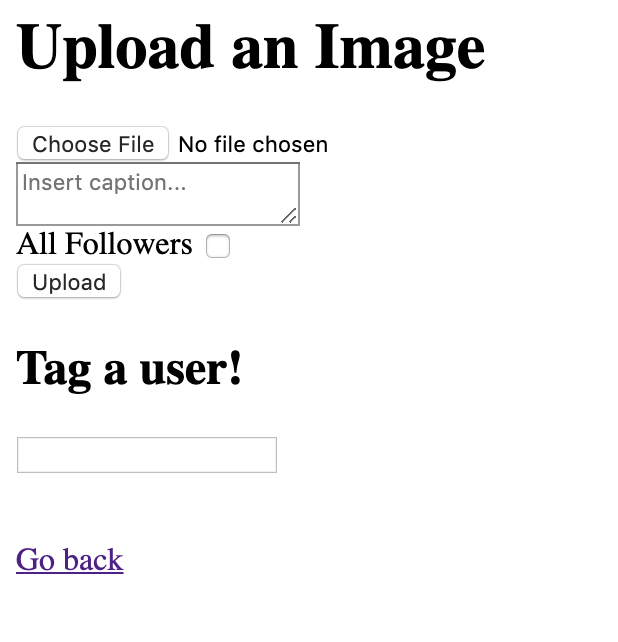 Upload an Image
Choose File No file chosen
Insert caption...
All Followers
Upload
Tag a user!
Go back